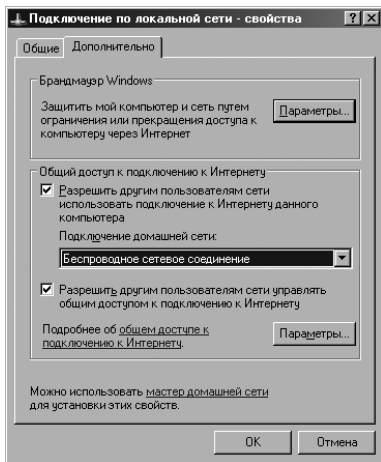 Подключение по локальной сети - свойства
Общие Дополнительно
Брандмауэр Windows
Защитить мой компьютер и сеть путем
ограничения или прекращения доступа к
компьютеру через Интернет
Параметры...
Общий доступ к подключению к Интернету
Разрешить другим пользователям сети
использовать подключение к Интернету данного
компьютера
Подключение домашней сети:
Беспроводное сетевое соединение
Разрешить другим пользователям сети управлять
общим доступом к подключению к Интернету
Подробнее об общем доступе к
подключению к Интернету.
Параметры...
Можно использовать мастер домашней сети
для установки этих свойств.
OK Отмена